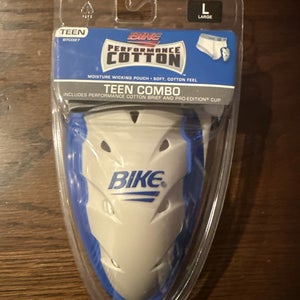 TEEN
L
LARGE
BIKE
PERFORMANCE
COTTON
MOISTURE WICKING POUCH • SOFT, COTTON FEEL
TEEN COMBO
INCLUDES PERFORMANCE COTTON BRIEF AND PRO-EDITION® CUP
BIKE®